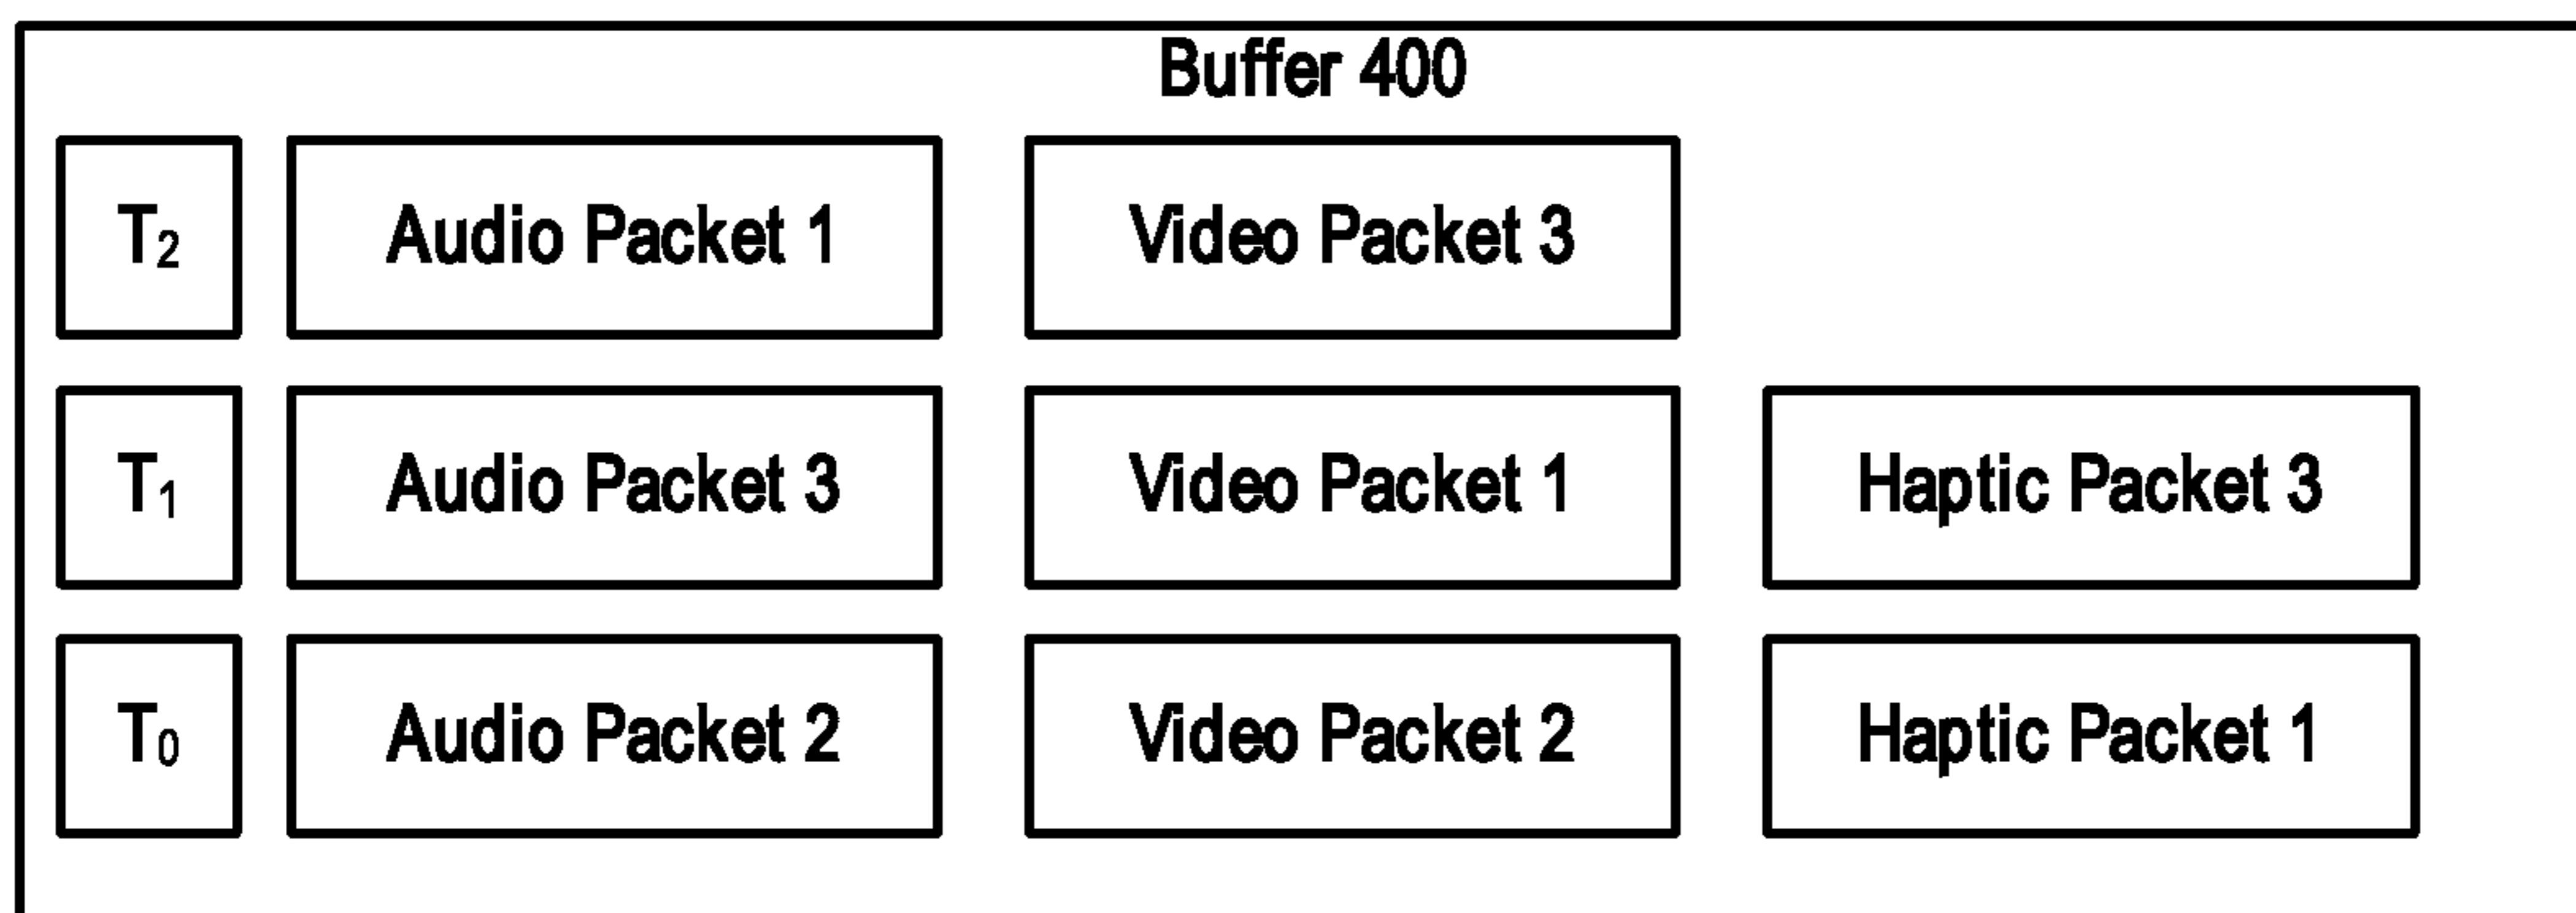 Buffer 400
T₂ Audio Packet 1 Video Packet 3
T₁ Audio Packet 3 Video Packet 1 Haptic Packet 3
T₀ Audio Packet 2 Video Packet 2 Haptic Packet 1